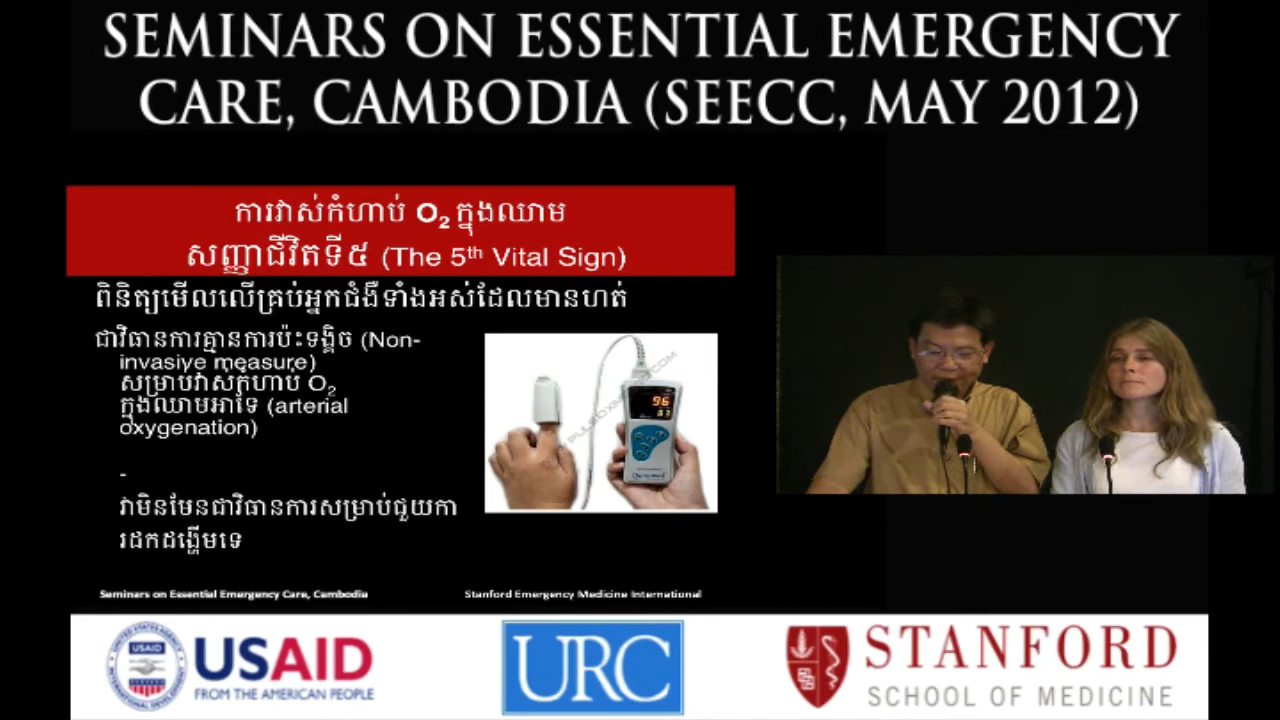 SEMINARS ON ESSENTIAL EMERGENCY
CARE, CAMBODIA (SEECC, MAY 2012)
ការវាស់កំហាប់ O₂ ក្នុងឈាម
សញ្ញាជីវិតទី៥ (The 5th Vital Sign)
ពិនិត្យមើលលើគ្រប់អ្នកជំងឺទាំងអស់ដែលមានហត់
ជាវិធានការគ្មានការប៉ះទង្គិច (Non-
invasive measure)
សម្រាប់វាស់កំហាប់ O₂
ក្នុងឈាមអាទែ (arterial
oxygenation)
-
វាមិនមែនជាវិធានការសម្រាប់ជួយកា
រដកដង្ហើមទេ
96
Seminars on Essential Emergency Care, Cambodia
Stanford Emergency Medicine International
USAID
USAID
FROM THE AMERICAN PEOPLE
URC
STANFORD
SCHOOL OF MEDICINE